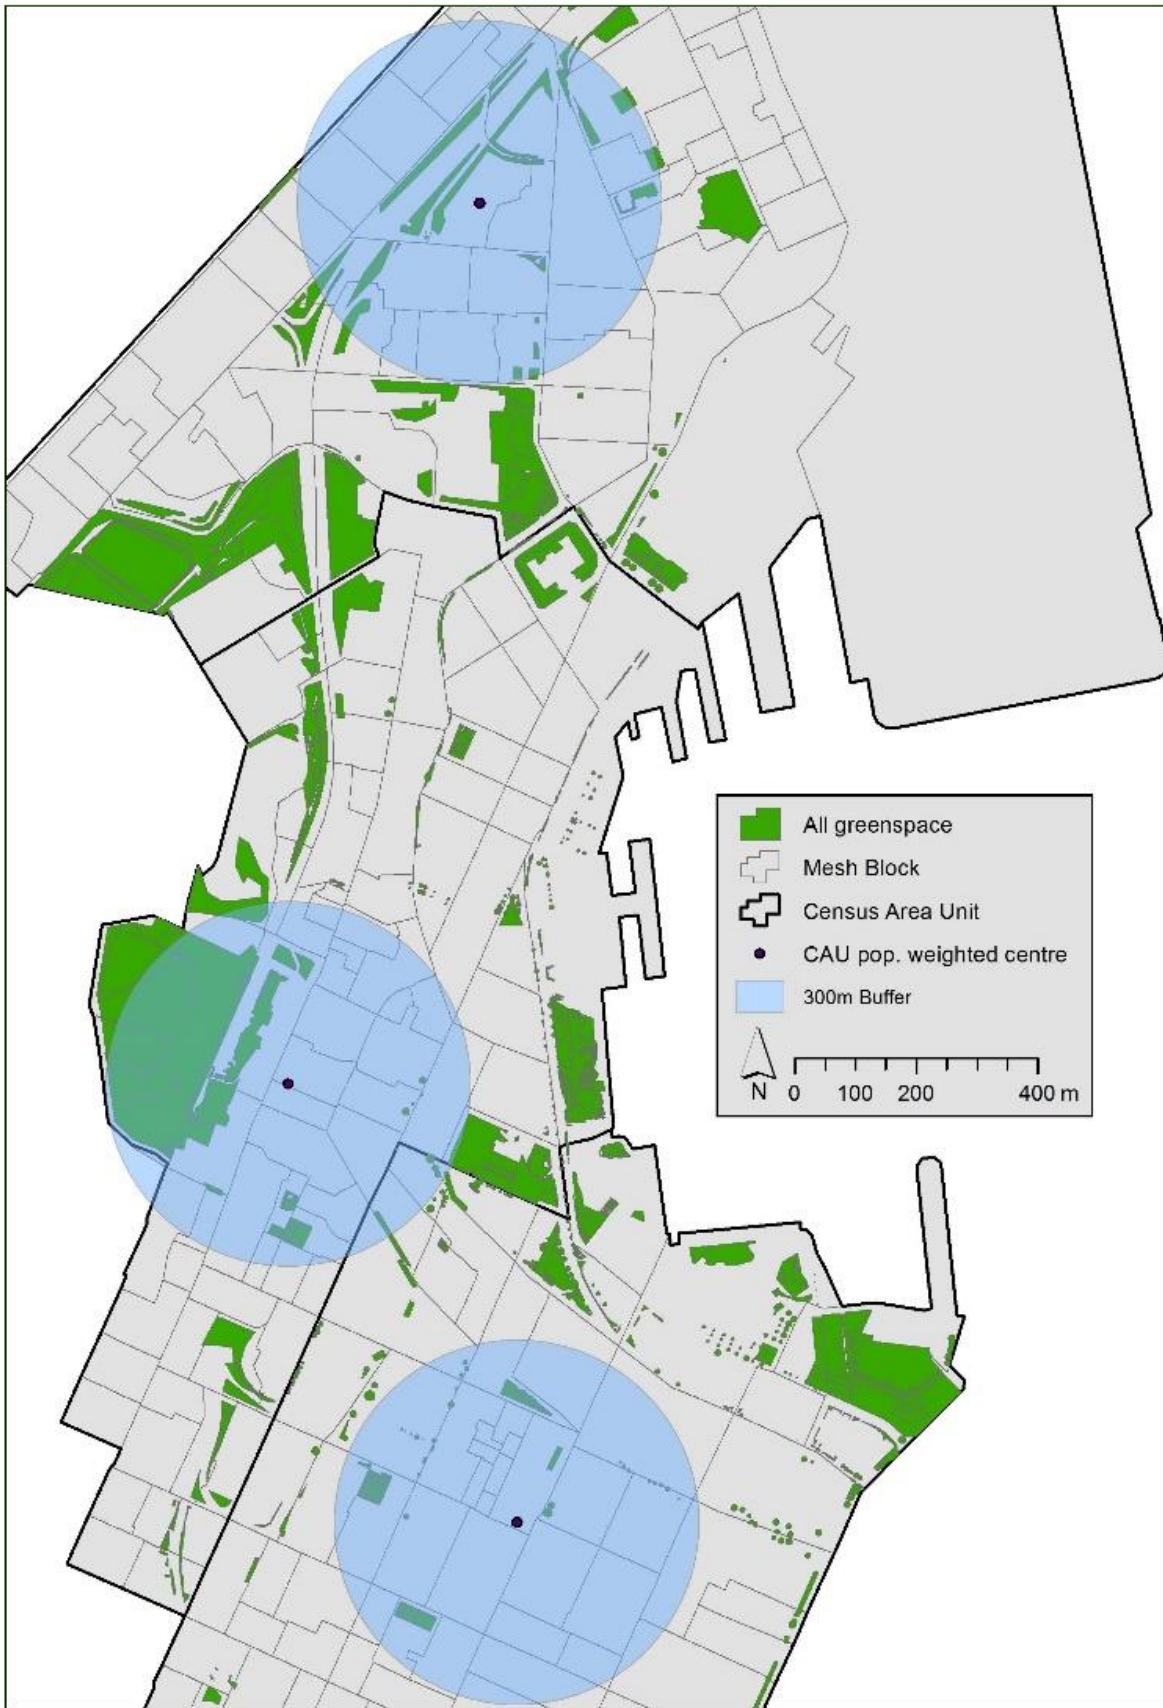 All greenspace
Mesh Block
Census Area Unit
CAU pop. weighted centre
300m Buffer
N 0 100 200 400 m